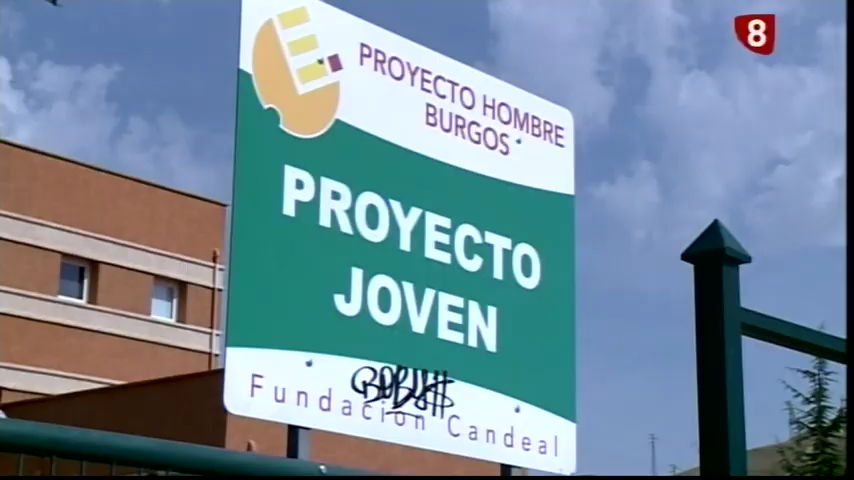 8
PROYECTO HOMBRE
BURGOS
PROYECTO
JOVEN
Fundación Candeal